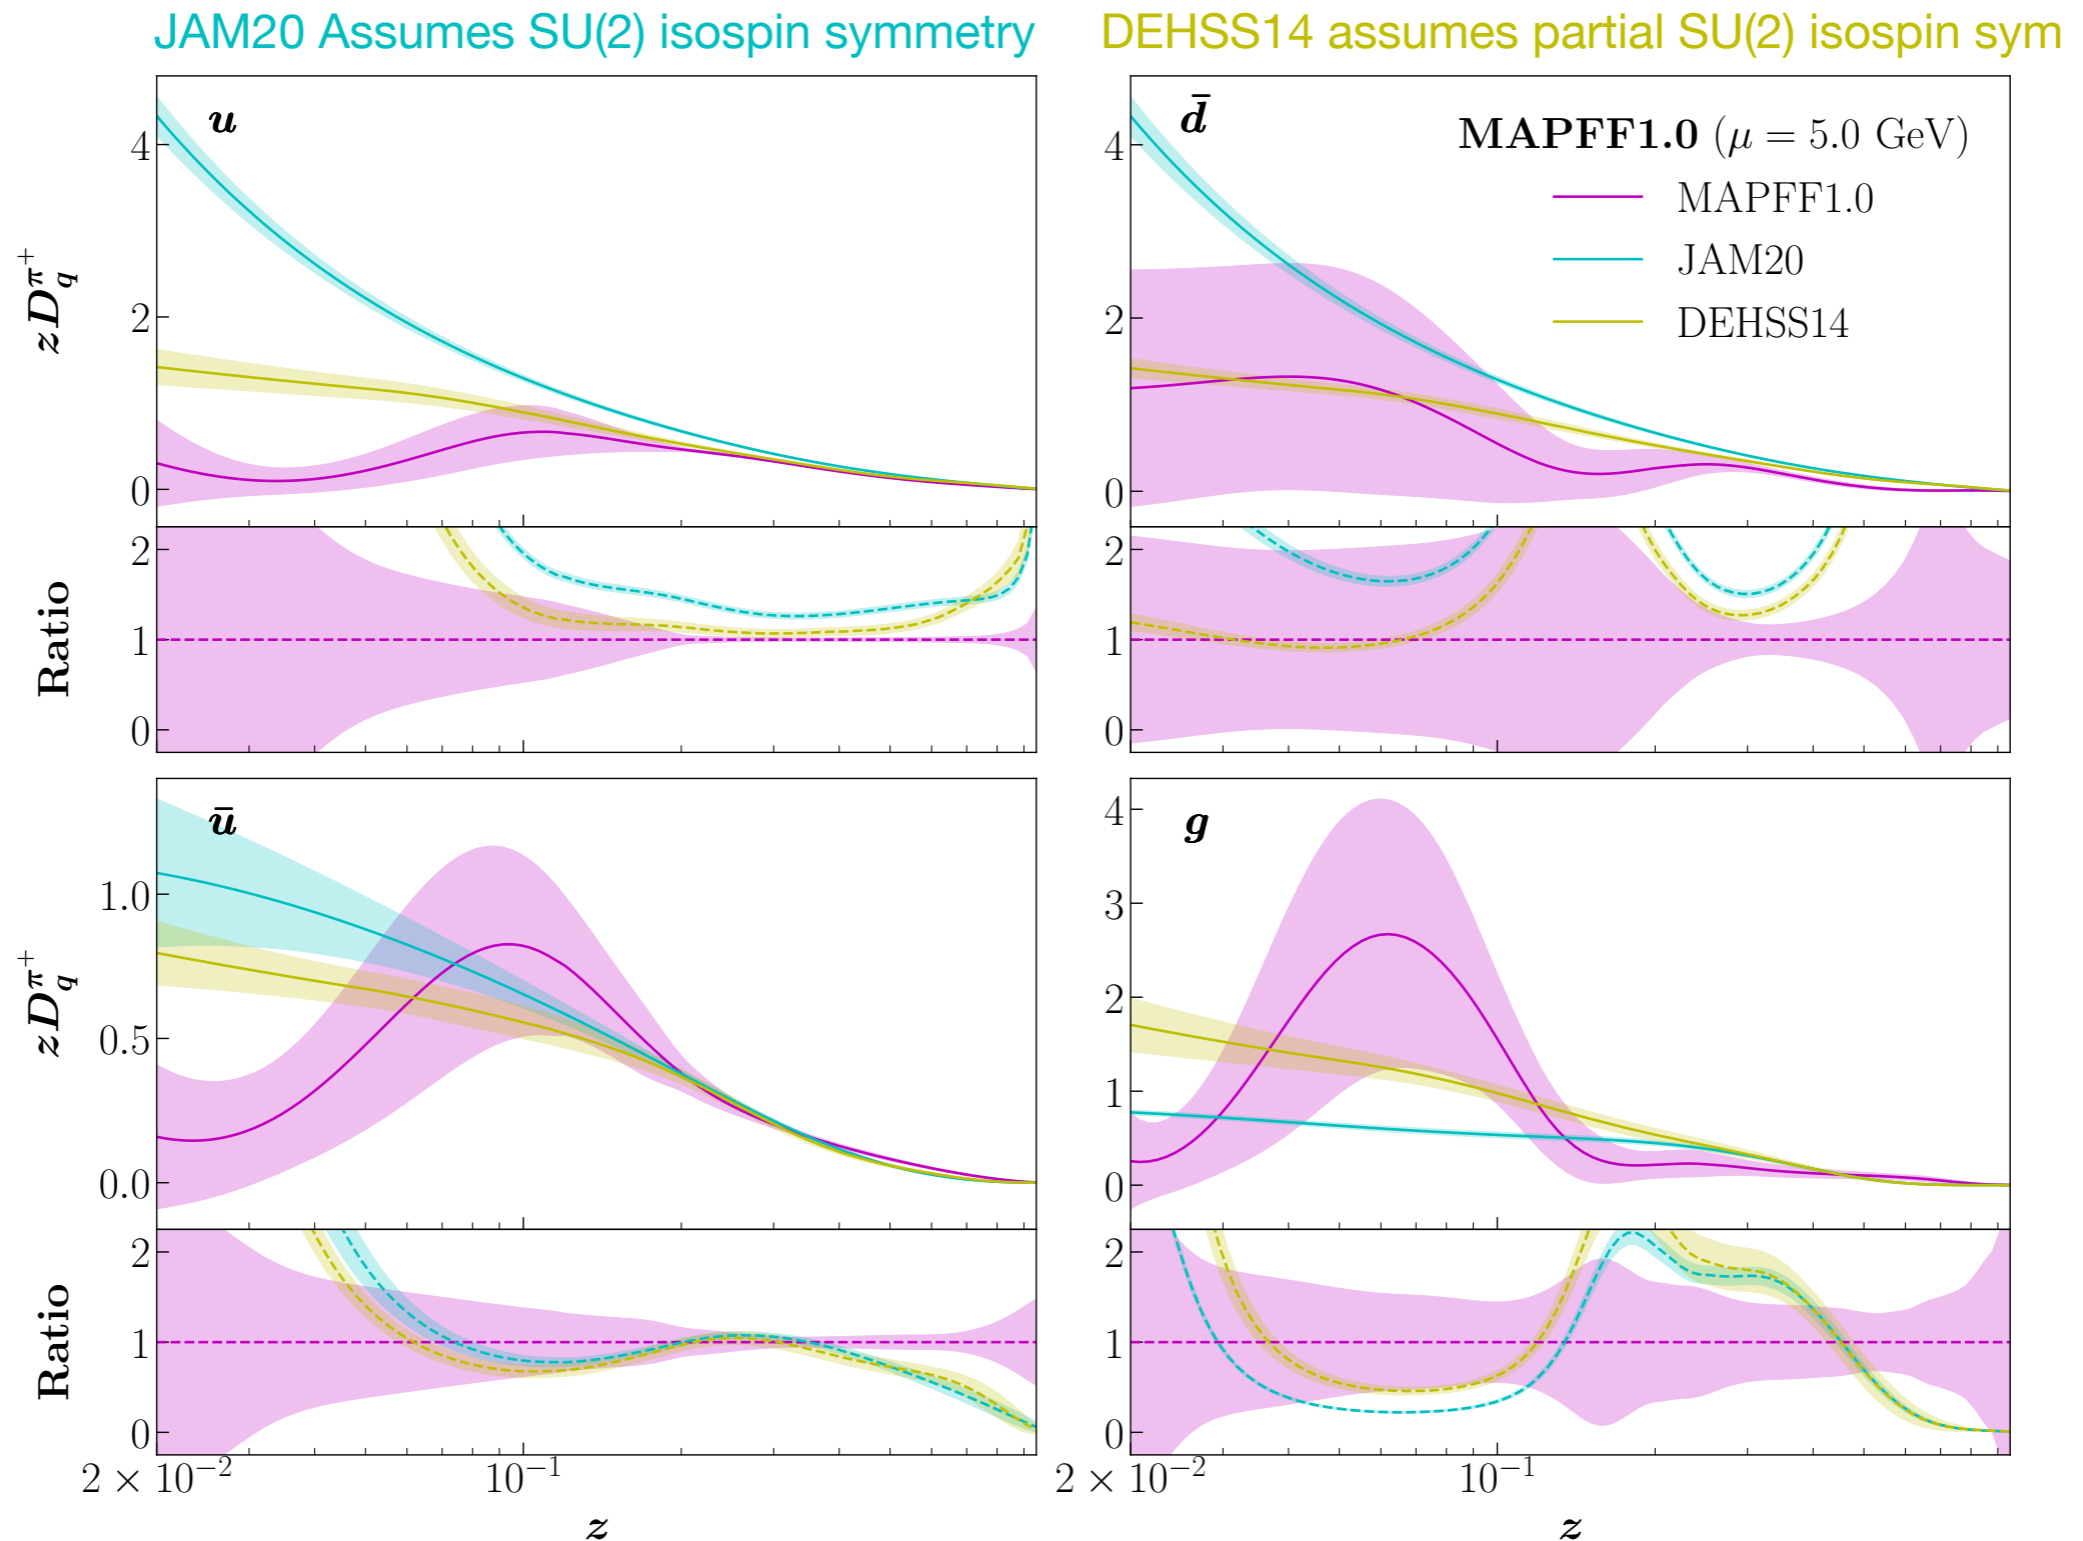 JAM20 Assumes SU(2) isospin symmetry
DEHSS14 assumes partial SU(2) isospin sym
u
zD_q^{π^+}
4
2
0
Ratio
2
1
0
d̄
MAPFF1.0 (μ = 5.0 GeV)
MAPFF1.0
JAM20
DEHSS14
4
2
0
2
1
0
ū
zD_q^{π^+}
1.0
0.5
0.0
Ratio
2
1
0
2 × 10^{−2}
10^{−1}
z
g
4
3
2
1
0
2
1
0
2 × 10^{−2}
10^{−1}
z